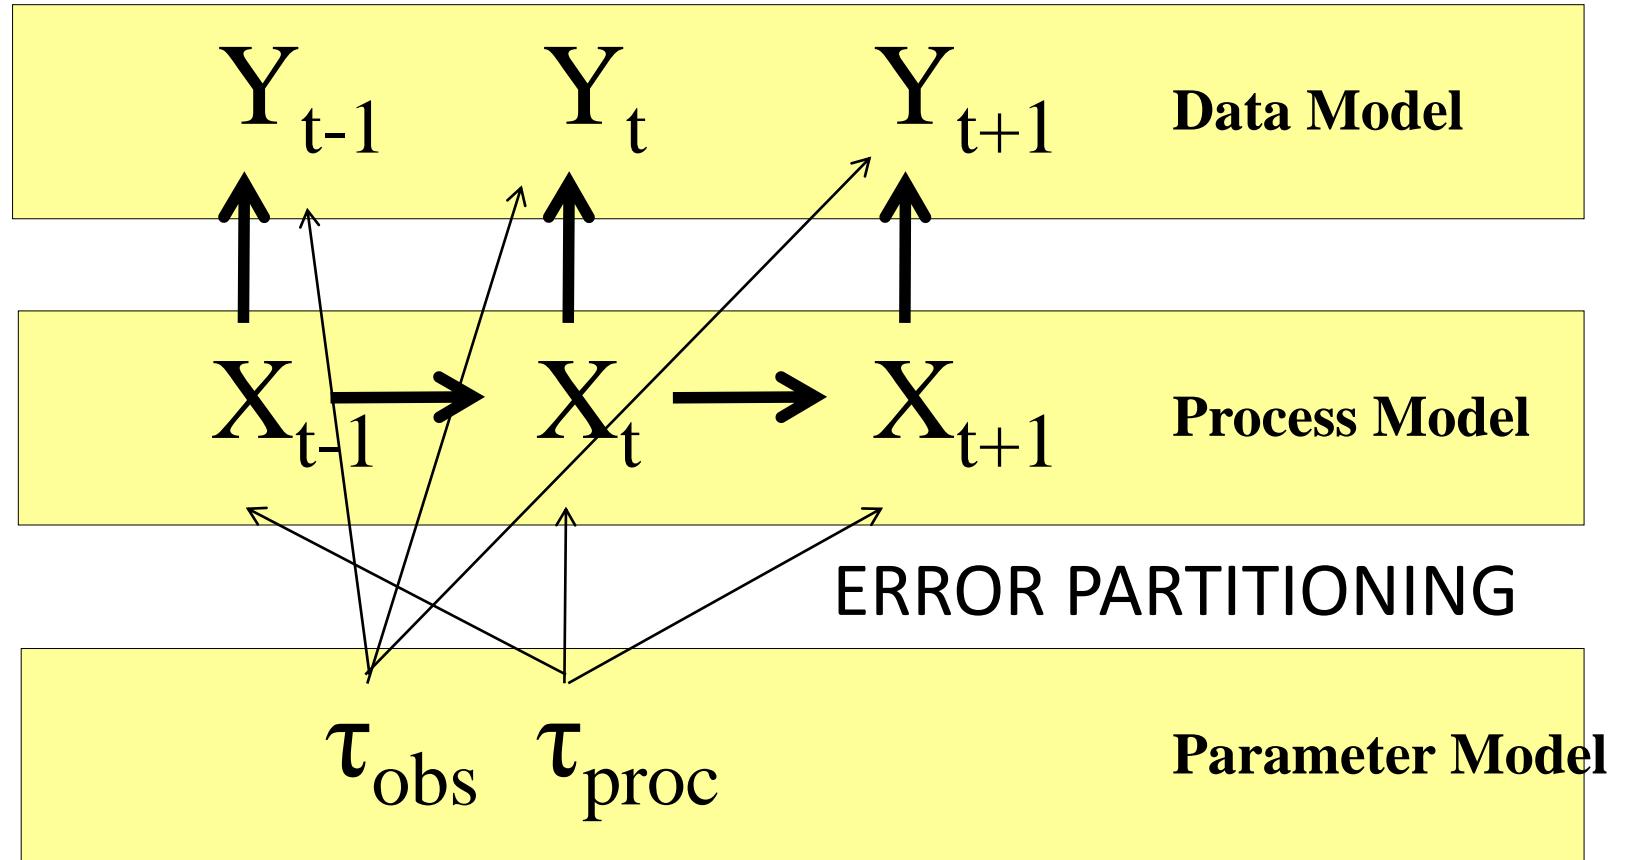 Y t-1 Y t Y t+1 Data Model
X t-1 X t X t+1 Process Model
ERROR PARTITIONING
τ obs τ proc Parameter Model